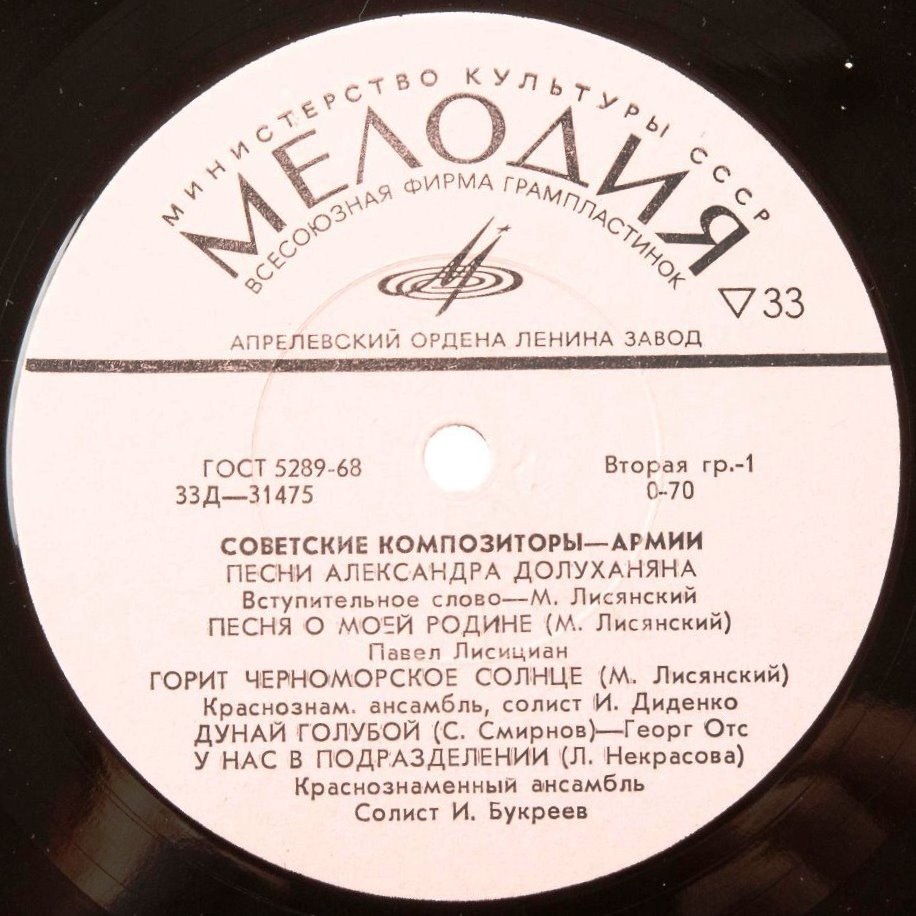 МИНИСТЕРСТВО КУЛЬТУРЫ СССР
МЕЛОДИЯ
ВСЕСОЮЗНАЯ ФИРМА ГРАМПЛАСТИНОК
▽33
АПРЕЛЕВСКИЙ ОРДЕНА ЛЕНИНА ЗАВОД
ГОСТ 5289-68 Вторая гр.-1
33Д—31475 0-70
СОВЕТСКИЕ КОМПОЗИТОРЫ—АРМИИ
ПЕСНИ АЛЕКСАНДРА ДОЛУХАНЯНА
Вступительное слово—М. Лисянский
ПЕСНЯ О МОЕЙ РОДИНЕ (М. Лисянский)
Павел Лисициан
ГОРИТ ЧЕРНОМОРСКОЕ СОЛНЦЕ (М. Лисянский)
Краснознам. ансамбль, солист И. Диденко
ДУНАЙ ГОЛУБОЙ (С. Смирнов)—Георг Отс
У НАС В ПОДРАЗДЕЛЕНИИ (Л. Некрасова)
Краснознаменный ансамбль
Солист И. Букреев